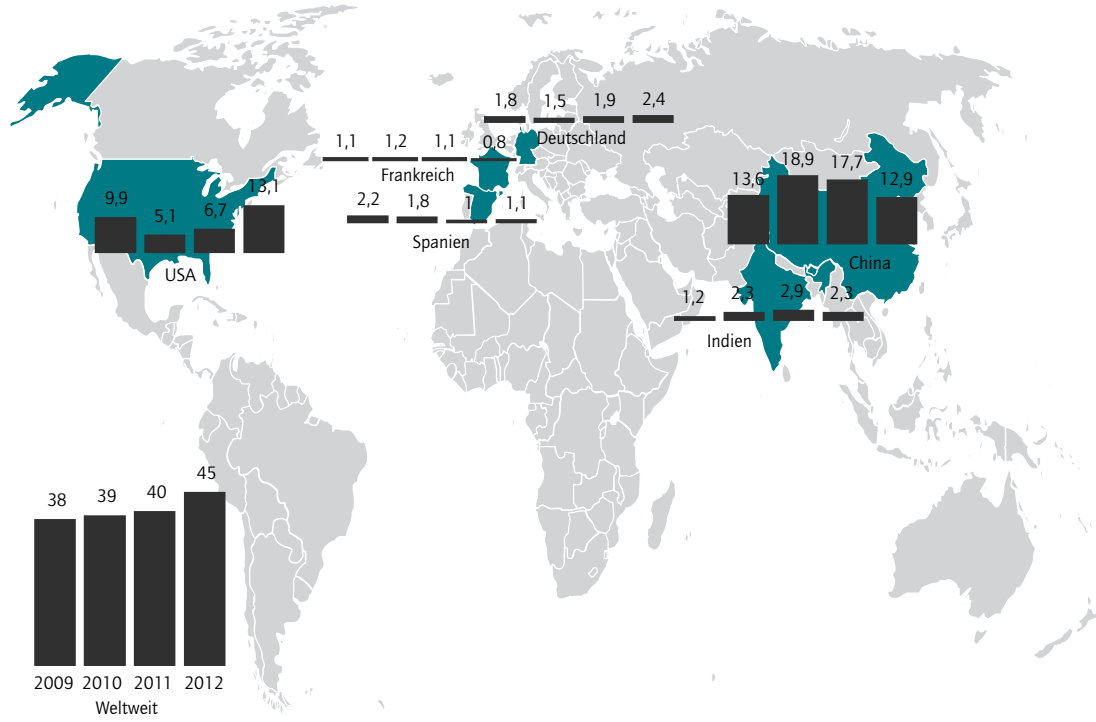 1,8 1,5 1,9 2,4
Deutschland
1,1 1,2 1,1 0,8
Frankreich
2,2 1,8 1 1,1
Spanien
9,9 5,1 6,7 13,1
USA
13,6 18,9 17,7 12,9
China
1,2 2,3 2,9 2,3
Indien
38 39 40 45
2009 2010 2011 2012
Weltweit